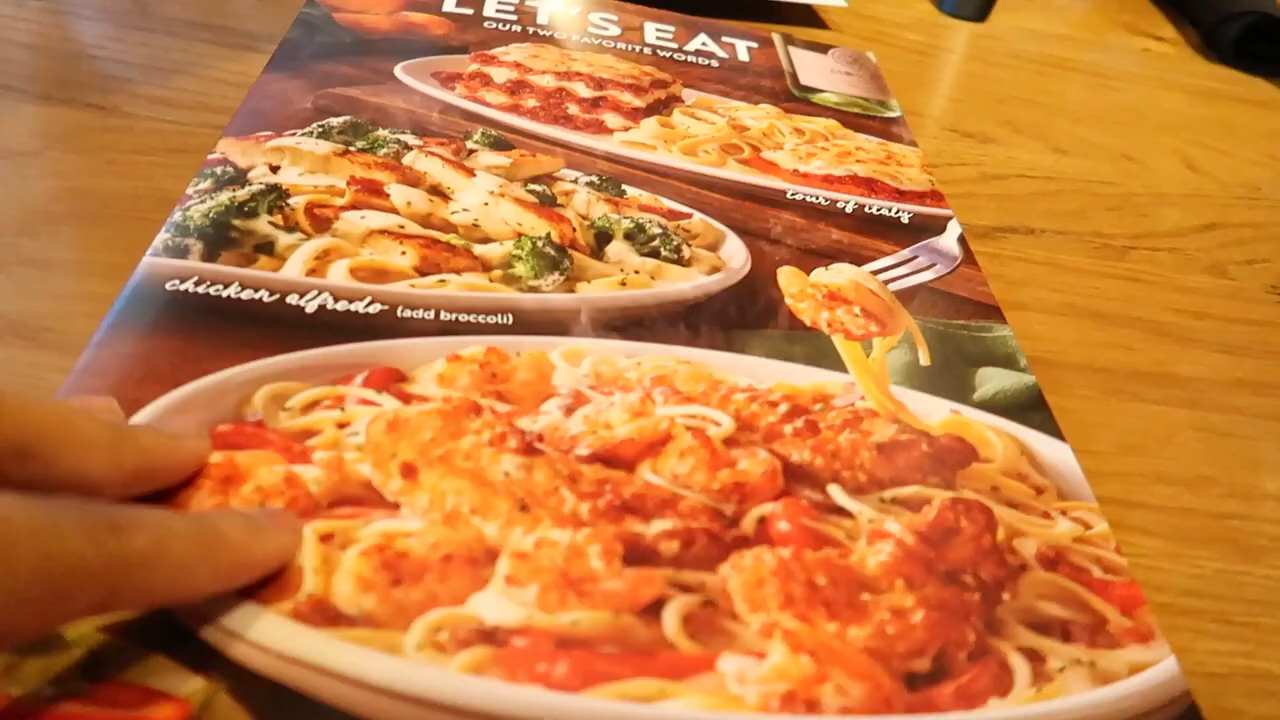 LET'S EAT
OUR TWO FAVORITE WORDS
tour of italy
chicken alfredo (add broccoli)